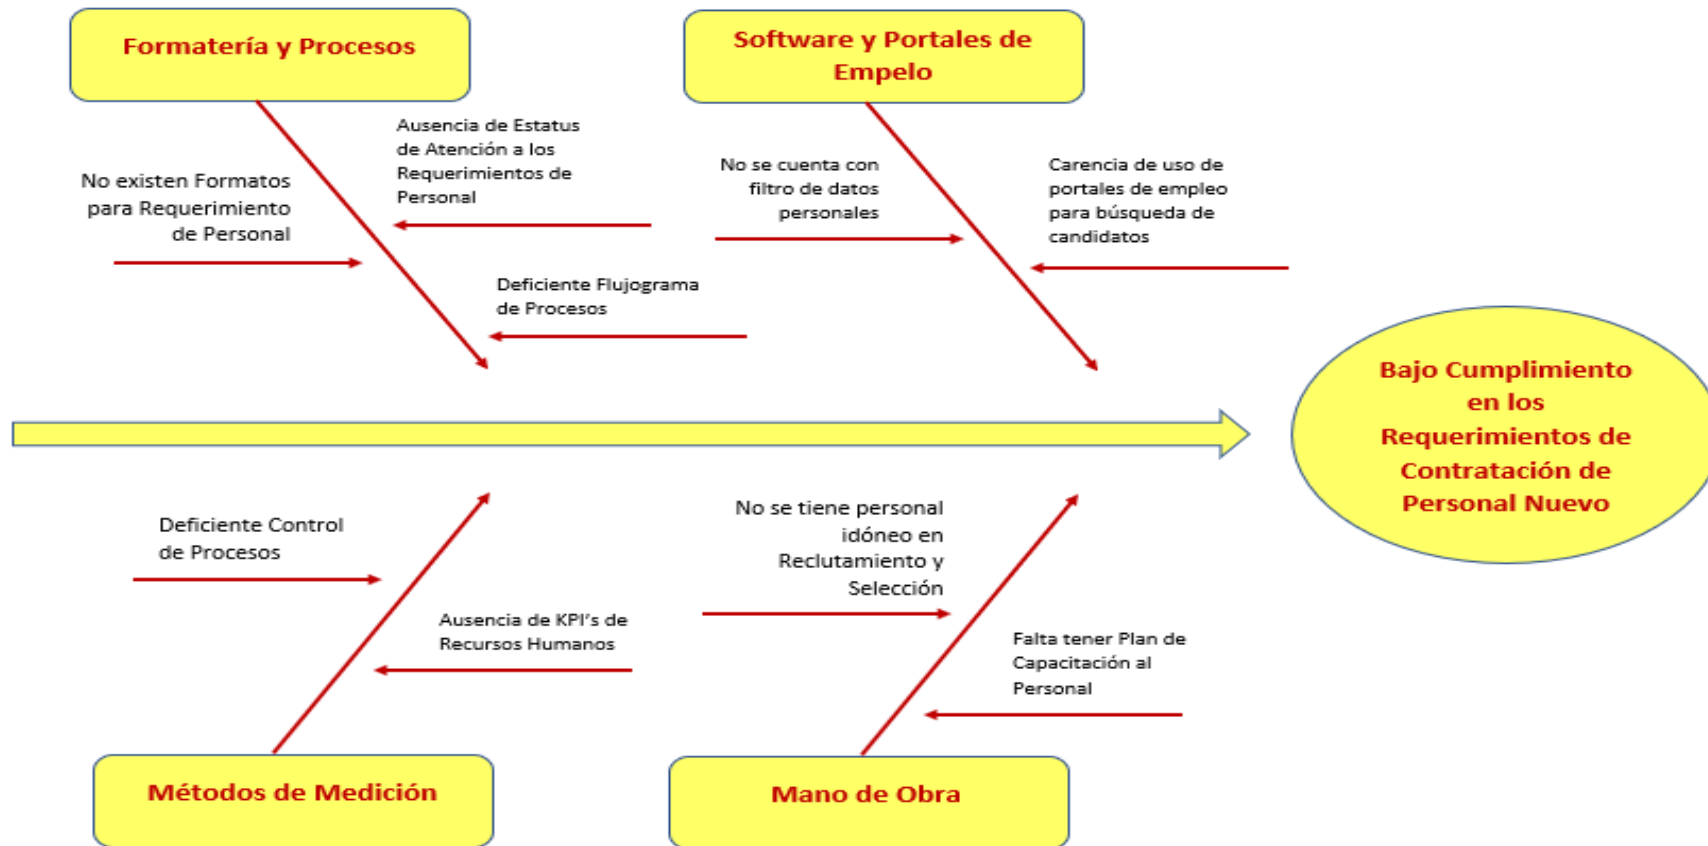 Formatería y Procesos
Software y Portales de
Empelo
Ausencia de Estatus
de Atención a los
Requerimientos de
Personal
No existen Formatos
para Requerimiento
de Personal
Deficiente Flujograma
de Procesos
No se cuenta con
filtro de datos
personales
Carencia de uso de
portales de empleo
para búsqueda de
candidatos
Bajo Cumplimiento
en los
Requerimientos de
Contratación de
Personal Nuevo
Deficiente Control
de Procesos
Ausencia de KPI's de
Recursos Humanos
No se tiene personal
idóneo en
Reclutamiento y
Selección
Falta tener Plan de
Capacitación al
Personal
Métodos de Medición
Mano de Obra